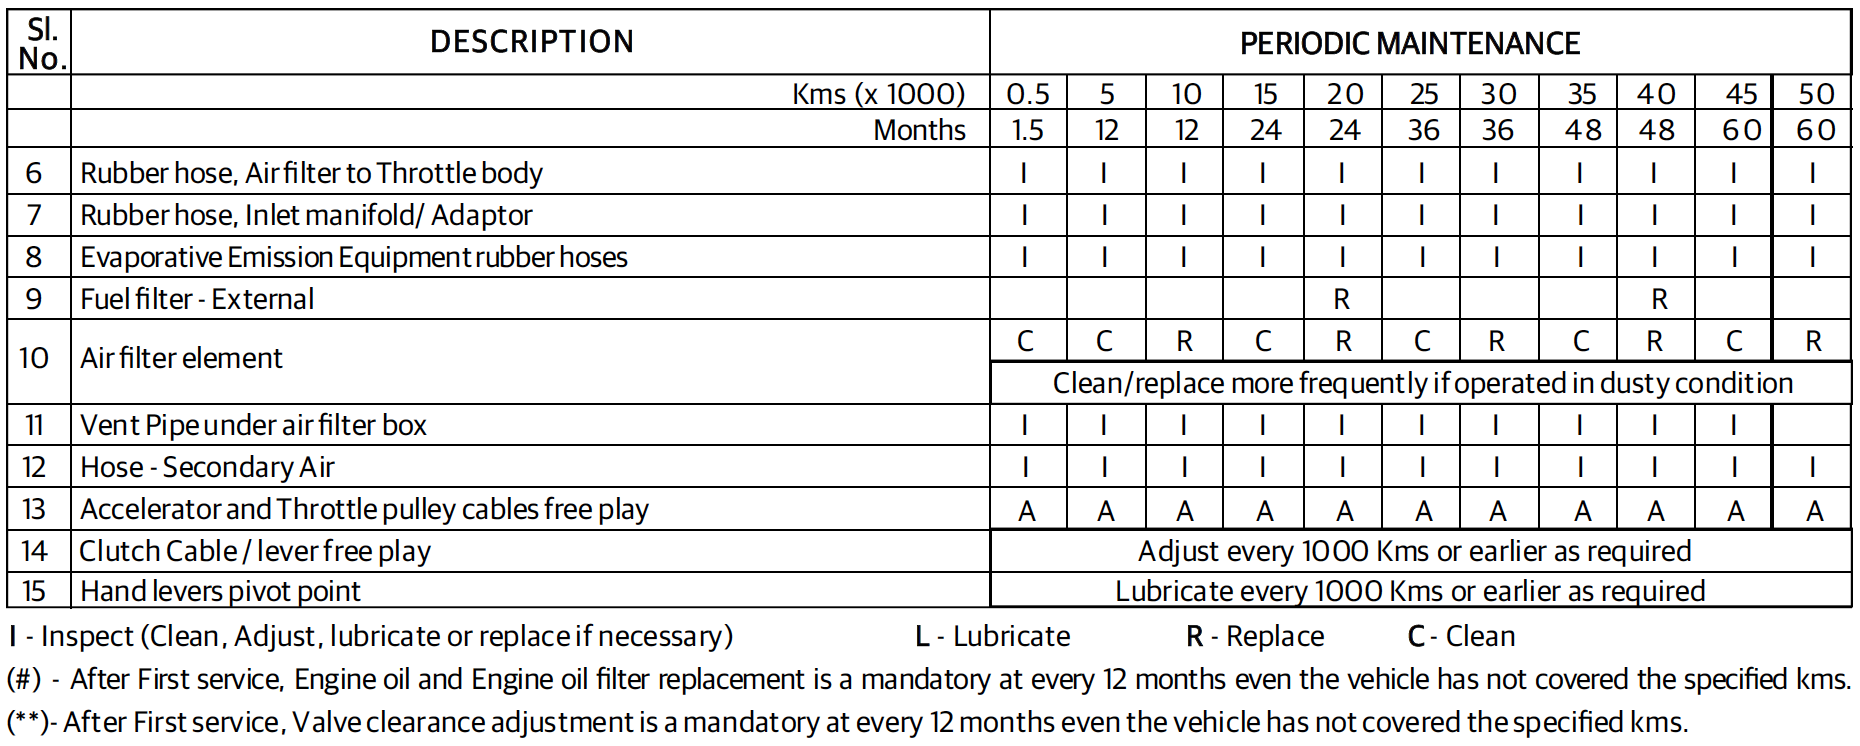 Sl. No. DESCRIPTION PERIODIC MAINTENANCE
Kms (x 1000) 0.5 5 10 15 20 25 30 35 40 45 50
Months 1.5 12 12 24 24 36 36 48 48 60 60
6 Rubber hose, Air filter to Throttle body I I I I I I I I I I I
7 Rubber hose, Inlet manifold/ Adaptor I I I I I I I I I I I
8 Evaporative Emission Equipment rubber hoses I I I I I I I I I I I
9 Fuel filter - External R R
10 Air filter element C C R C R C R C R C R
Clean/replace more frequently if operated in dusty condition
11 Vent Pipe under air filter box I I I I I I I I I I
12 Hose - Secondary Air I I I I I I I I I I I
13 Accelerator and Throttle pulley cables free play A A A A A A A A A A A
14 Clutch Cable / lever free play Adjust every 1000 Kms or earlier as required
15 Hand levers pivot point Lubricate every 1000 Kms or earlier as required
I - Inspect (Clean, Adjust, lubricate or replace if necessary) L - Lubricate R - Replace C - Clean
(#) - After First service, Engine oil and Engine oil filter replacement is a mandatory at every 12 months even the vehicle has not covered the specified kms.
(**)- After First service, Valve clearance adjustment is a mandatory at every 12 months even the vehicle has not covered the specified kms.